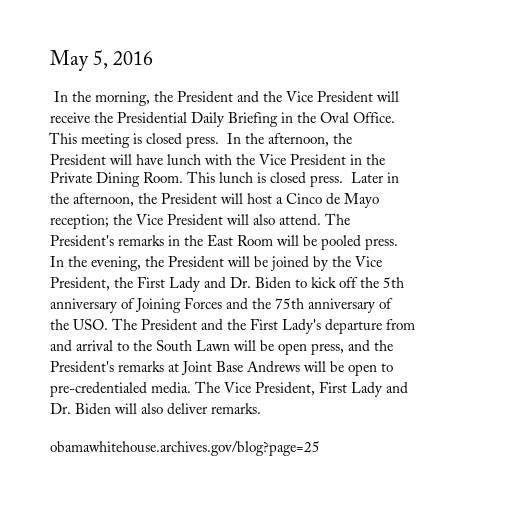 May 5, 2016
In the morning, the President and the Vice President will
receive the Presidential Daily Briefing in the Oval Office.
This meeting is closed press.  In the afternoon, the
President will have lunch with the Vice President in the
Private Dining Room. This lunch is closed press.  Later in
the afternoon, the President will host a Cinco de Mayo
reception; the Vice President will also attend. The
President's remarks in the East Room will be pooled press.
In the evening, the President will be joined by the Vice
President, the First Lady and Dr. Biden to kick off the 5th
anniversary of Joining Forces and the 75th anniversary of
the USO. The President and the First Lady's departure from
and arrival to the South Lawn will be open press, and the
President's remarks at Joint Base Andrews will be open to
pre-credentialed media. The Vice President, First Lady and
Dr. Biden will also deliver remarks.
obamawhitehouse.archives.gov/blog?page=25